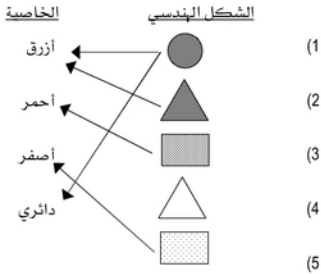 الشكل الهندسي الخاصية
(1 أزرق
(2 أحمر
(3 أصفر
(4 دائري
(5